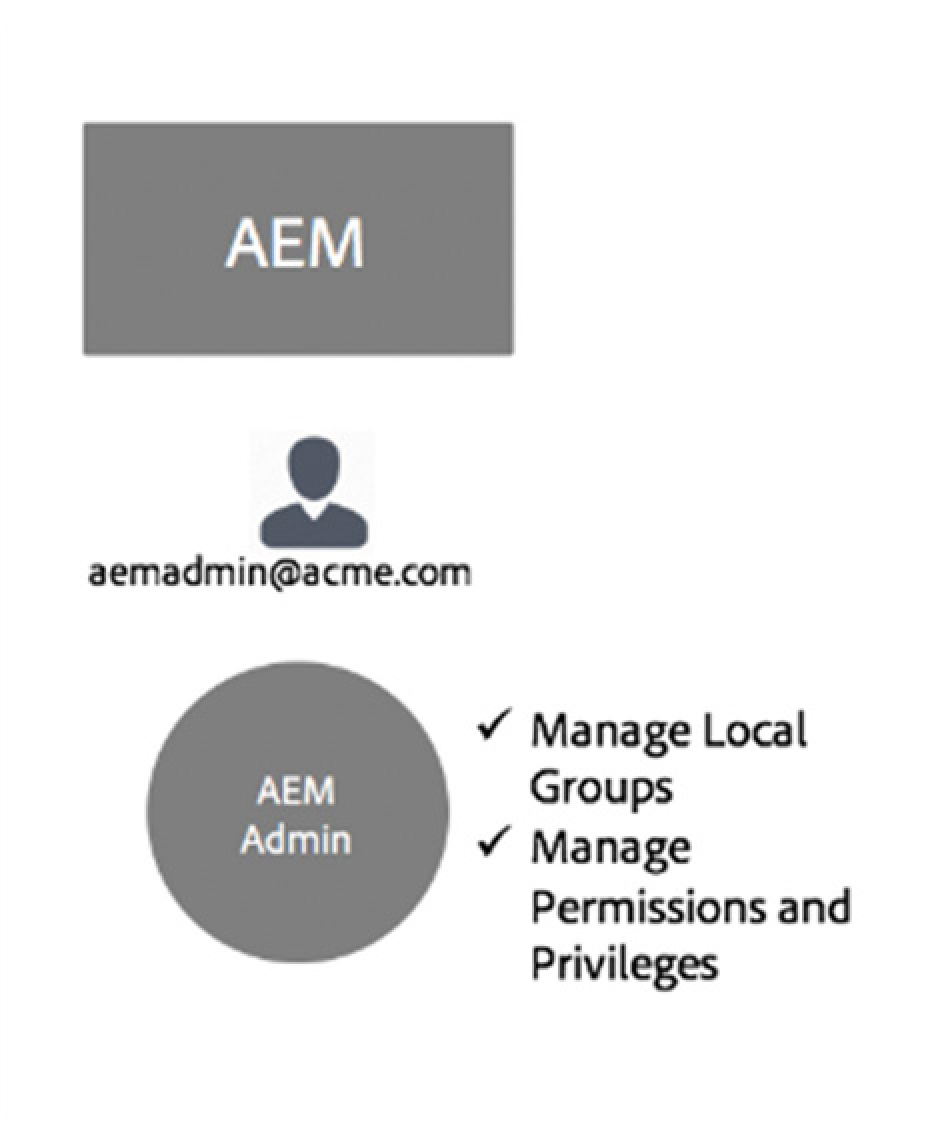 AEM
aemadmin@acme.com
AEM
Admin
✓ Manage Local
Groups
✓ Manage
Permissions and
Privileges